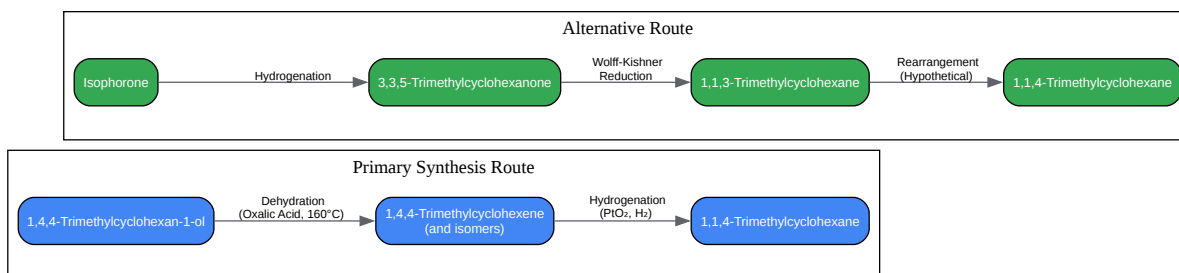 Alternative Route
Isophorone
Hydrogenation
3,3,5-Trimethylcyclohexanone
Wolff-Kishner
Reduction
1,1,3-Trimethylcyclohexane
Rearrangement
(Hypothetical)
1,1,4-Trimethylcyclohexane
Primary Synthesis Route
1,4,4-Trimethylcyclohexan-1-ol
Dehydration
(Oxalic Acid, 160°C)
1,4,4-Trimethylcyclohexene
(and isomers)
Hydrogenation
(PtO₂, H₂)
1,1,4-Trimethylcyclohexane